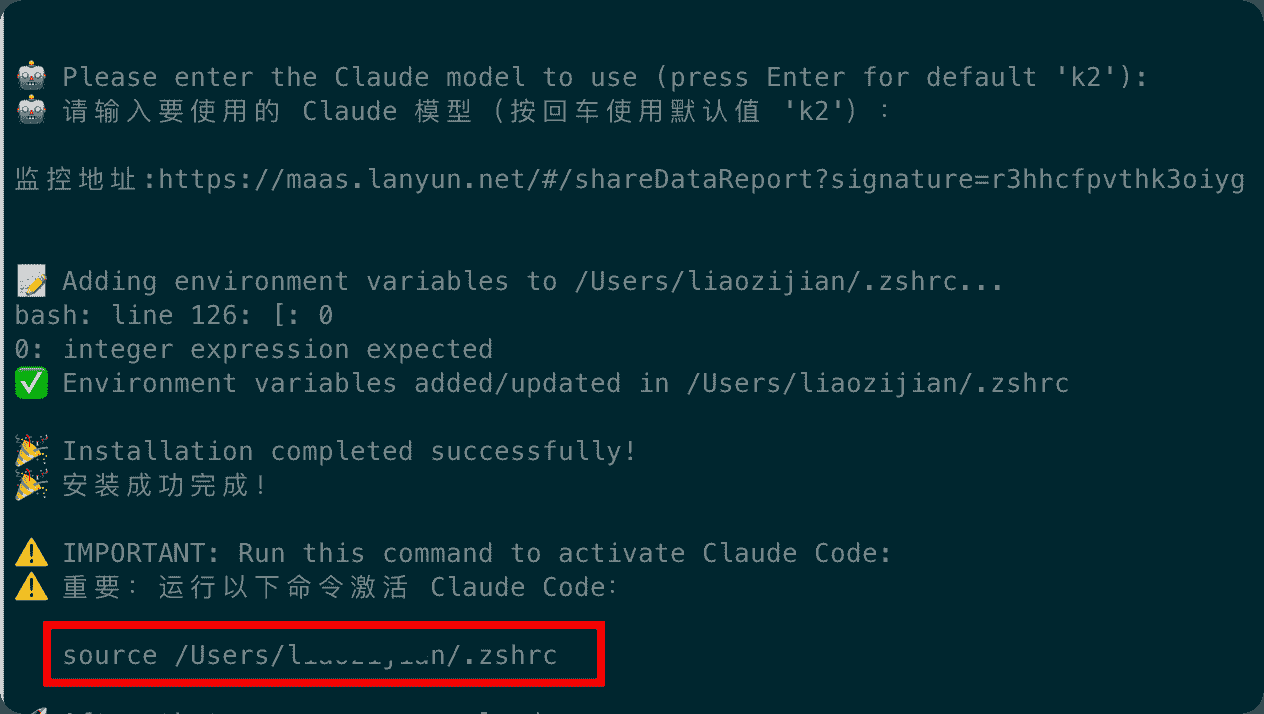 🤖 Please enter the Claude model to use (press Enter for default 'k2'):
🤖 请输入要使用的 Claude 模型 (按回车使用默认值 'k2') :
监控地址:https://maas.lanyun.net/#/shareDataReport?signature=r3hhcfpvthk3oiyg
📝 Adding environment variables to /Users/liaozijian/.zshrc...
bash: line 126: [: 0
0: integer expression expected
✅ Environment variables added/updated in /Users/liaozijian/.zshrc
🎉 Installation completed successfully!
🎉 安装成功完成!
⚠️ IMPORTANT: Run this command to activate Claude Code:
⚠️ 重要: 运行以下命令激活 Claude Code:
source /Users/liaozijian/.zshrc